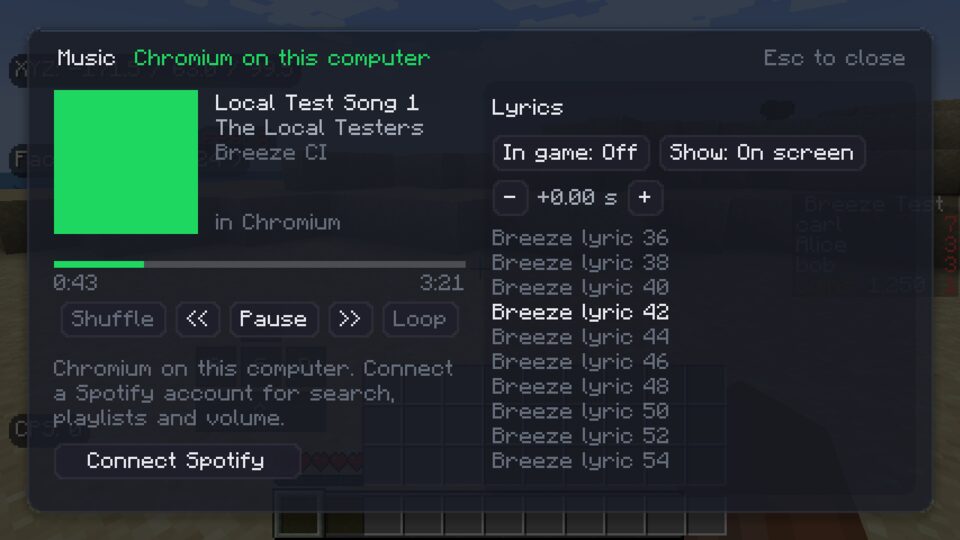 Music Chromium on this computer
Esc to close
Local Test Song 1
The Local Testers
Breeze CI
in Chromium
0:43
3:21
Shuffle
<<
Pause
>>
Loop
Chromium on this computer. Connect
a Spotify account for search,
playlists and volume.
Connect Spotify
Lyrics
In game: Off
Show: On screen
- +0.00 s +
Breeze lyric 36
Breeze lyric 38
Breeze lyric 40
Breeze lyric 42
Breeze lyric 44
Breeze lyric 46
Breeze lyric 48
Breeze lyric 50
Breeze lyric 52
Breeze lyric 54
Breeze Test
carl
Alice
bob
1,250